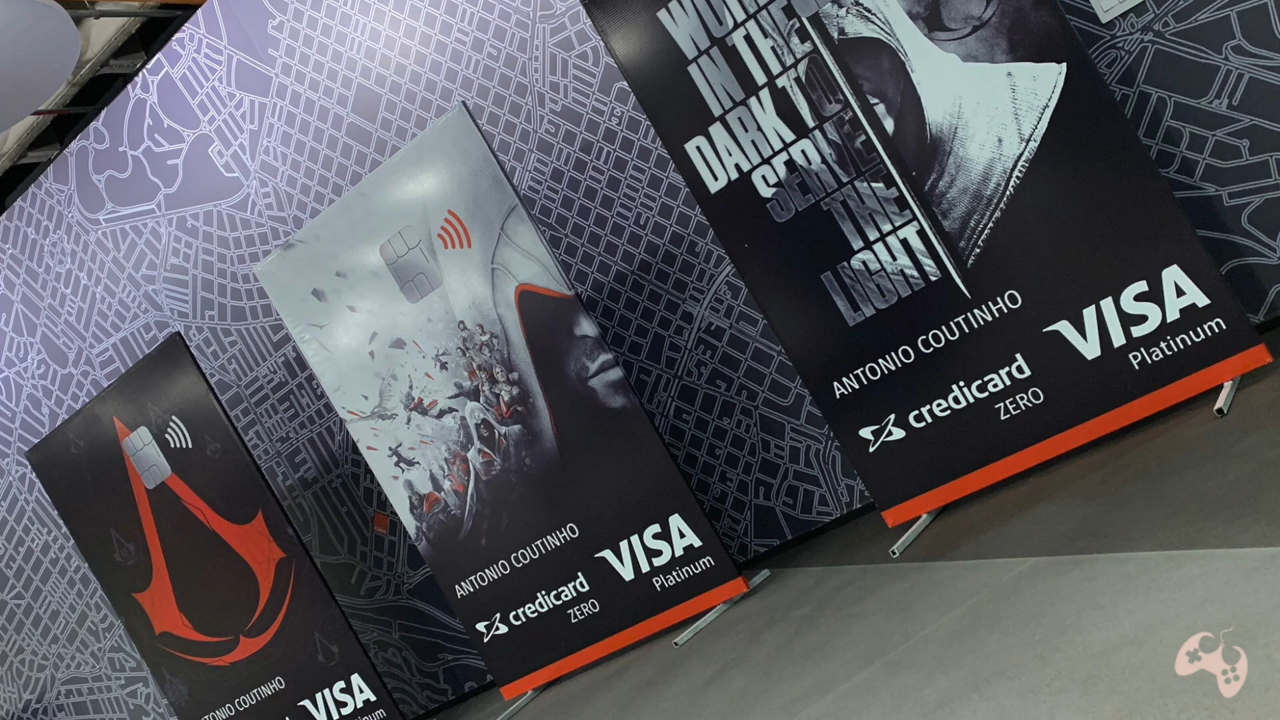 IN THE
DARK TO
SERVE
THE
LIGHT
ANTONIO COUTINHO
credicard
ZERO
VISA
Platinum
ANTONIO COUTINHO
credicard
ZERO
VISA
Platinum
COUTINHO
VISA